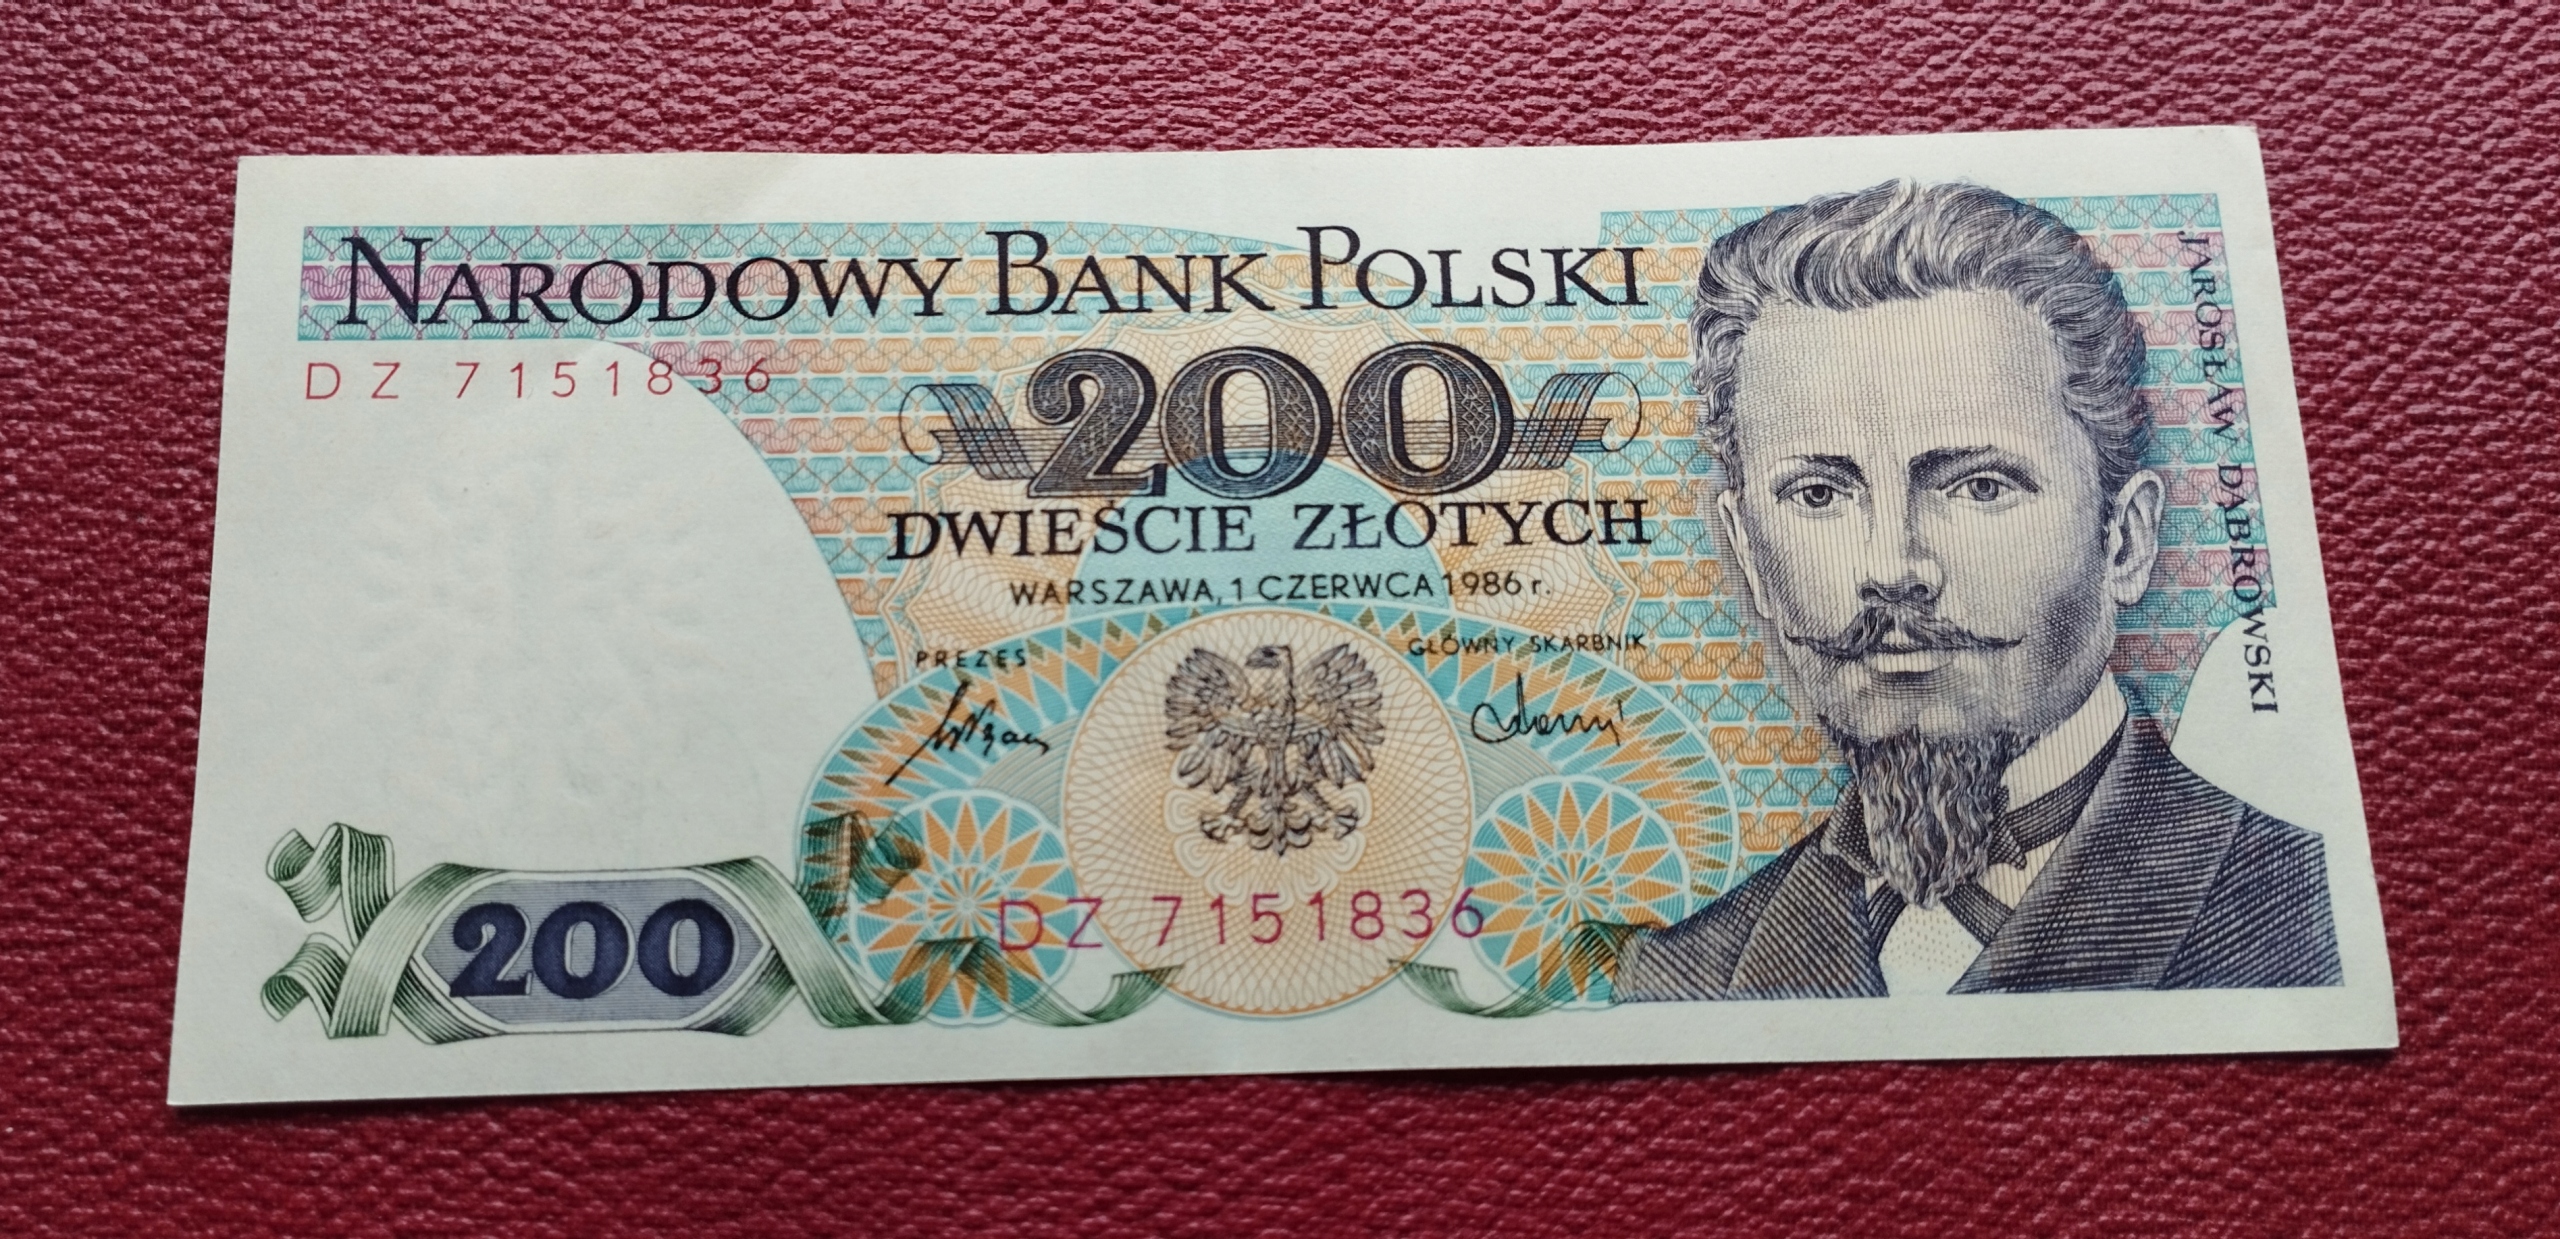 NARODOWY BANK POLSKI
DZ 7151836
200
DWIEŚCIE ZŁOTYCH
WARSZAWA, 1 CZERWCA 1986 r.
PREZES
GŁÓWNY SKARBNIK
DZ 7151836
200
JAROSŁAW DĄBROWSKI